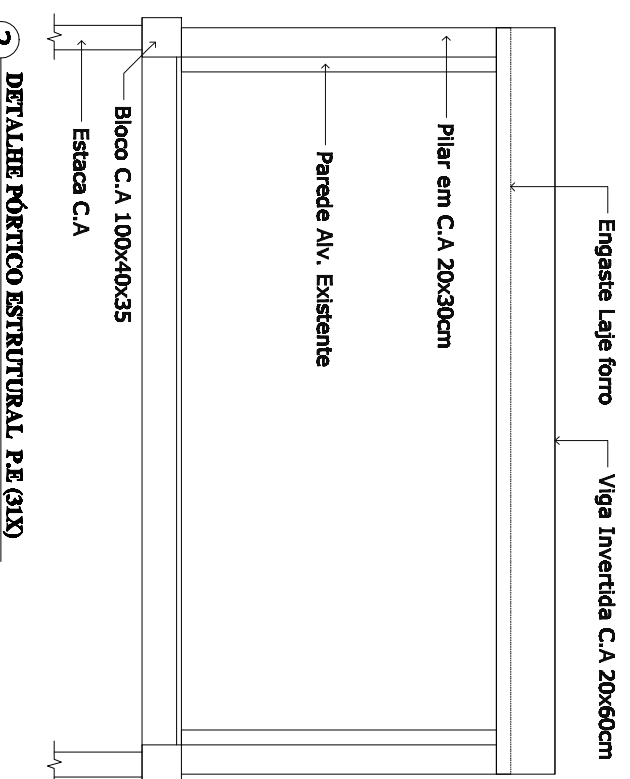 Engaste Laje forro
Viga Invertida C.A 20x60cm
Pilar em C.A 20x30cm
Parede Alv. Existente
Bloco C.A 100x40x35
Estaca C.A
2 DETALHE PÓRTICO ESTRUTURAL P.E (31X)